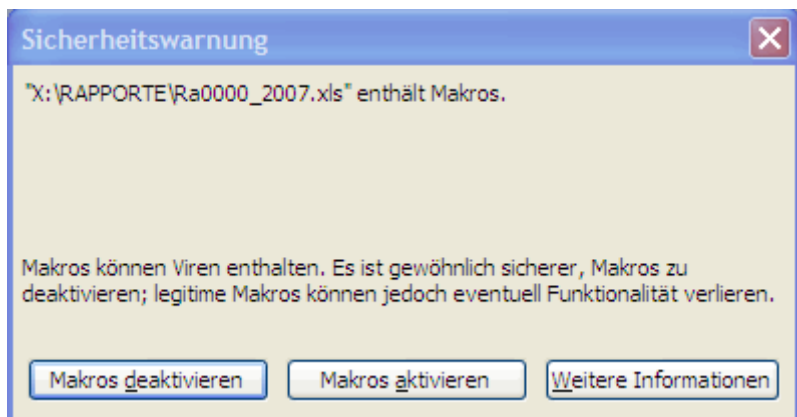 Sicherheitswarnung
"X:\RAPPORTE\Ra0000_2007.xls" enthält Makros.
Makros können Viren enthalten. Es ist gewöhnlich sicherer, Makros zu
deaktivieren; legitime Makros können jedoch eventuell Funktionalität verlieren.
Makros deaktivieren Makros aktivieren Weitere Informationen